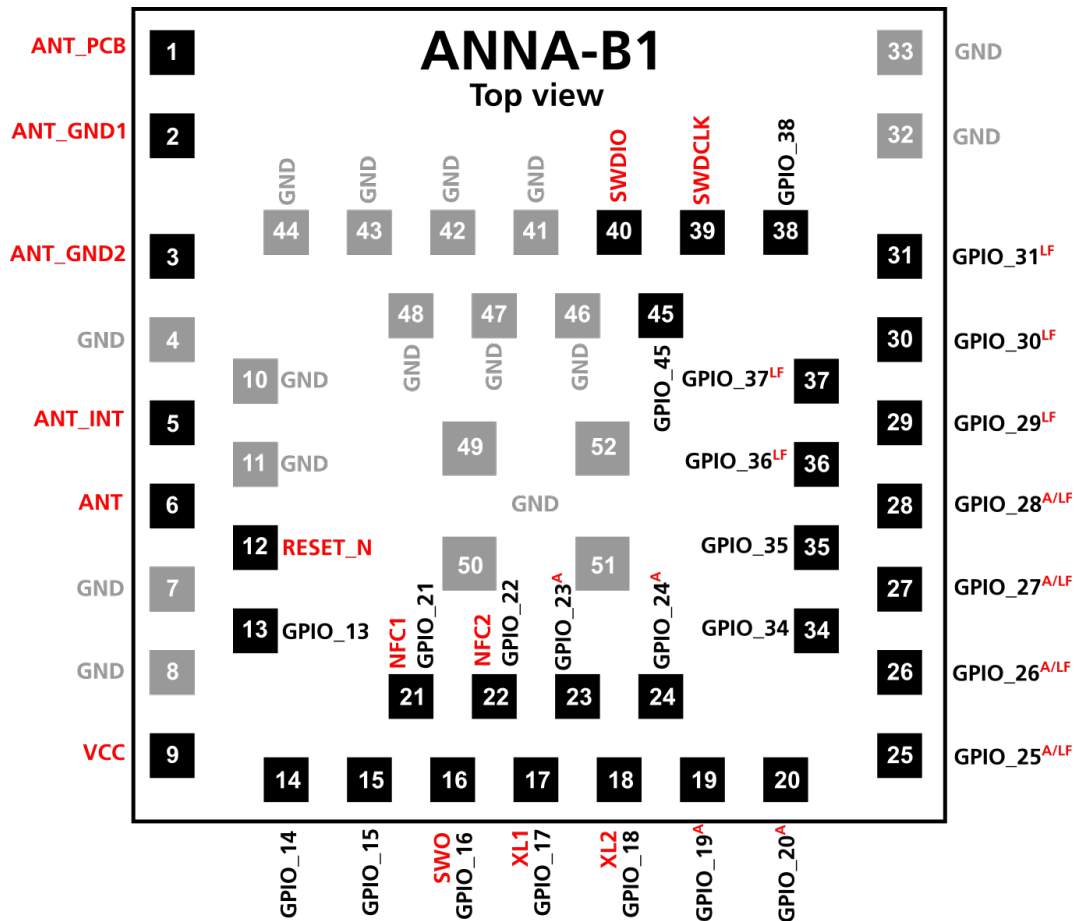 ANNA-B1
Top view
ANT_PCB
1
33
GND
ANT_GND1
2
32
GND
GND
GND
GND
GND
SWDIO
SWDCLK
GPIO_38
44
43
42
41
40
39
38
ANT_GND2
3
31
GPIO_31LF
48
47
46
45
GND
GND
GND
GPIO_45
GND
4
30
GPIO_30LF
10
GND
GPIO_37LF
37
ANT_INT
5
29
GPIO_29LF
49
52
11
GND
GPIO_36LF
36
ANT
6
GND
28
GPIO_28A/LF
12
RESET_N
GPIO_35
35
50
51
GND
7
27
GPIO_27A/LF
13
GPIO_13
NFC1
GPIO_21
NFC2
GPIO_22
GPIO_23A
GPIO_24A
GPIO_34
34
GND
8
26
GPIO_26A/LF
21
22
23
24
VCC
9
25
GPIO_25A/LF
14
15
16
17
18
19
20
GPIO_14
GPIO_15
SWO
GPIO_16
XL1
GPIO_17
XL2
GPIO_18
GPIO_19A
GPIO_20A